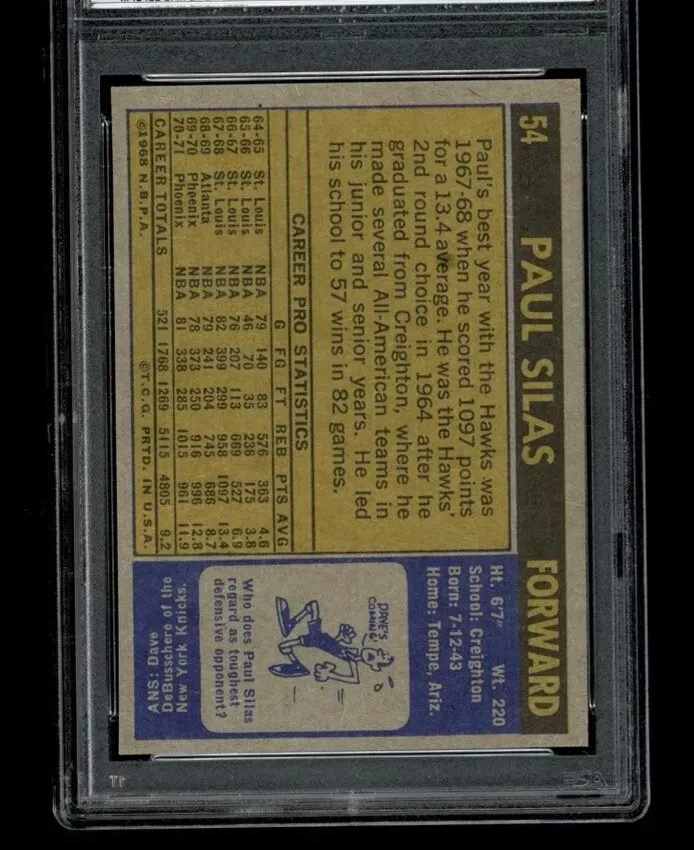 54 PAUL SILAS FORWARD
Paul's best year with the Hawks was
1967-68 when he scored 1097 points
for a 13.4 average. He was the Hawks'
2nd round choice in 1964 after he
graduated from Creighton, where he
made several All-American teams in
his junior and senior years. He led
his school to 57 wins in 82 games.
CAREER PRO STATISTICS
G FG FT REB PTS AVG
64-65 St. Louis NBA 79 140 83 576 363 4.6
65-66 St. Louis NBA 46 70 35 236 175 3.8
66-67 St. Louis NBA 76 207 113 669 527 6.9
67-68 St. Louis NBA 82 399 299 958 1097 13.4
68-69 Atlanta NBA 79 241 204 745 686 8.7
69-70 Phoenix NBA 78 373 250 916 996 12.8
70-71 Phoenix NBA 81 338 285 1015 961 11.9
CAREER TOTALS 521 1768 1269 5115 4805 9.2
©1968 N.B.P.A. ©T.C.G. PRTD. IN U.S.A.
Ht. 6'7" Wt. 220
School: Creighton
Born: 7-12-43
Home: Tempe, Ariz.
DAVE'S
COMING!
Who does Paul Silas
regard as toughest
defensive opponent?
ANS: Dave
DeBusschere of the
New York Knicks.